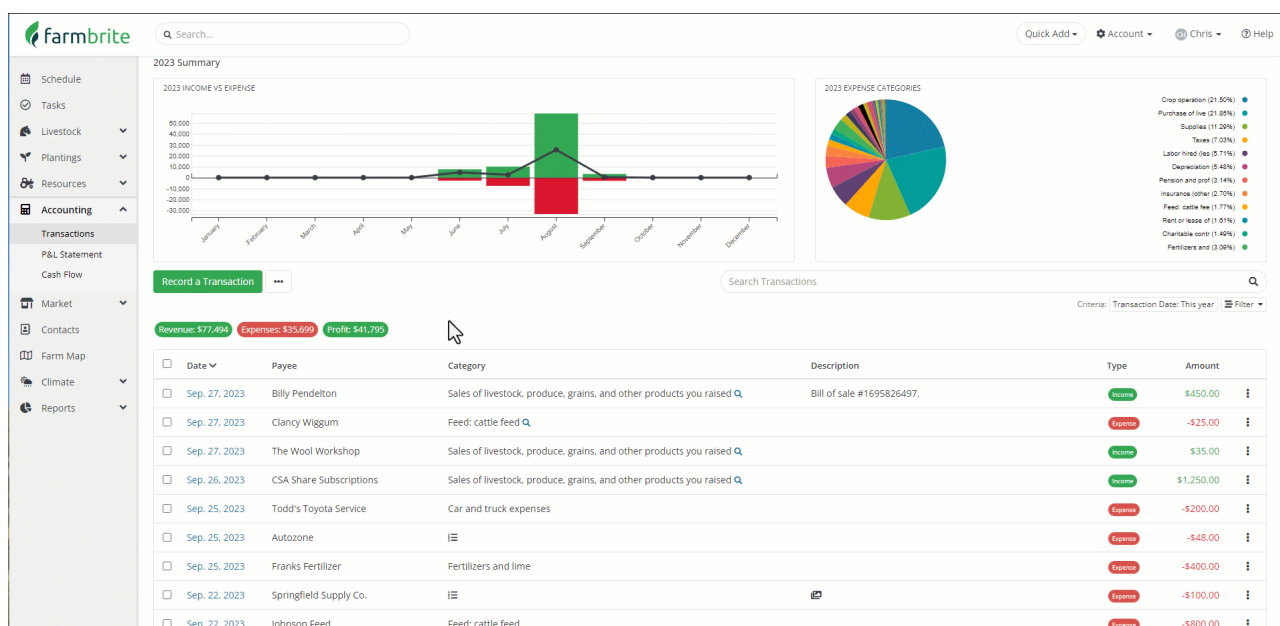 farmbrite
Search...
Quick Add
Account
CH Chris
Help
Schedule
Tasks
Livestock
Plantings
Resources
Accounting
Transactions
P&L Statement
Cash Flow
Market
Contacts
Farm Map
Climate
Reports
2023 Summary
2023 INCOME VS EXPENSE
50,000
40,000
30,000
20,000
10,000
0
-10,000
-20,000
-30,000
January
February
March
April
May
June
July
August
September
October
November
December
2023 EXPENSE CATEGORIES
Crop operation (21.50%)
Purchase of live (21.85%)
Supplies (11.29%)
Taxes (7.03%)
Labor hired (les (5.71%)
Depreciation (5.48%)
Pension and prof (3.14%)
Insurance (other (2.70%)
Feed: cattle fee (1.77%)
Rent or lease of (1.61%)
Charitable contr (1.49%)
Fertilizers and (3.09%)
Record a Transaction
Search Transactions
Criteria: Transaction Date: This year Filter
Revenue: $77,494 Expenses: $35,699 Profit: $41,795
Date Payee Category Description Type Amount
Sep. 27, 2023 Billy Pendelton Sales of livestock, produce, grains, and other products you raised Bill of sale #1695826497. Income $450.00
Sep. 27, 2023 Clancy Wiggum Feed: cattle feed Expense -$25.00
Sep. 27, 2023 The Wool Workshop Sales of livestock, produce, grains, and other products you raised Income $35.00
Sep. 26, 2023 CSA Share Subscriptions Sales of livestock, produce, grains, and other products you raised Income $1,250.00
Sep. 25, 2023 Todd's Toyota Service Car and truck expenses Expense -$200.00
Sep. 25, 2023 Autozone Expense -$48.00
Sep. 25, 2023 Franks Fertilizer Fertilizers and lime Expense -$400.00
Sep. 22, 2023 Springfield Supply Co. Expense -$100.00
Sep. 22, 2023 Johnson Feed Feed: cattle feed Expense -$800.00